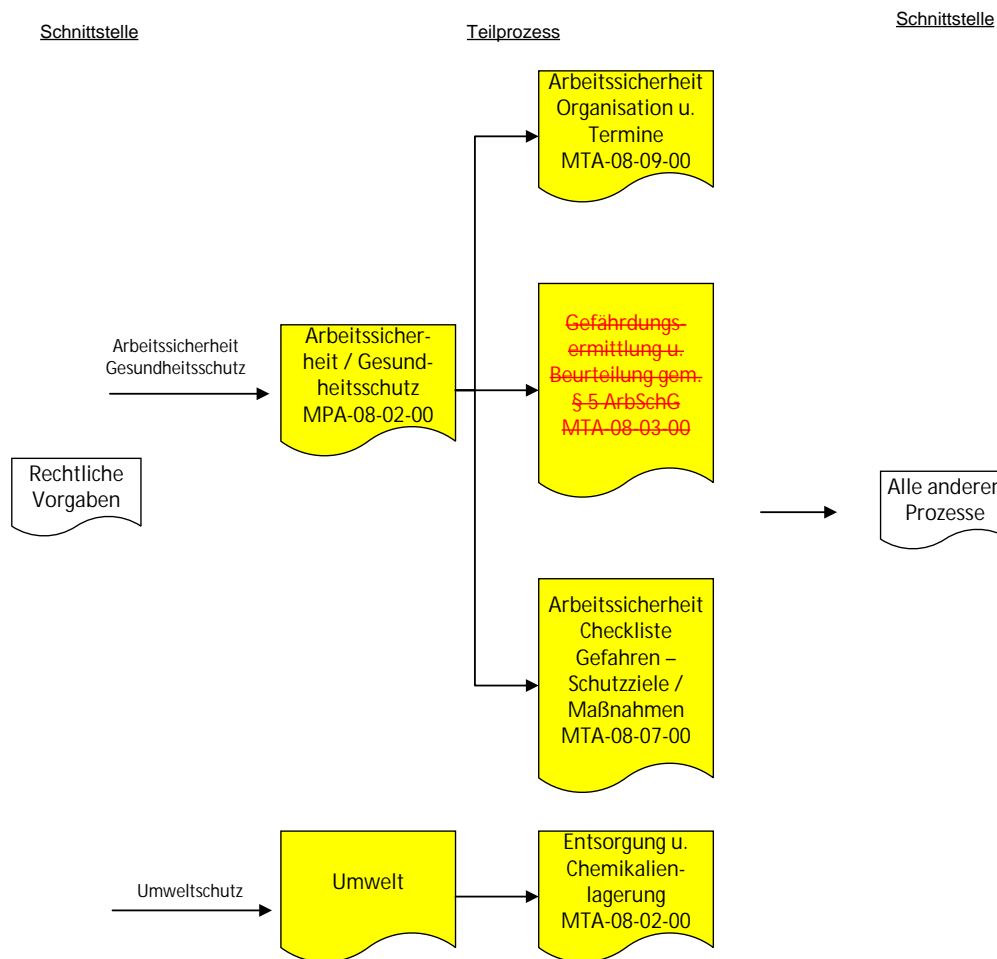 Schnittstelle
Teilprozess
Schnittstelle
Arbeitssicherheit
Organisation u.
Termine
MTA-08-09-00
Arbeitssicherheit
Gesundheitsschutz
Arbeitssicher-
heit / Gesund-
heitsschutz
MPA-08-02-00
Gefährdungs-
ermittlung u.
Beurteilung gem.
§ 5 ArbSchG
MTA-08-03-00
Rechtliche
Vorgaben
Alle anderen
Prozesse
Arbeitssicherheit
Checkliste
Gefahren –
Schutzziele /
Maßnahmen
MTA-08-07-00
Umweltschutz
Umwelt
Entsorgung u.
Chemikalien-
lagerung
MTA-08-02-00